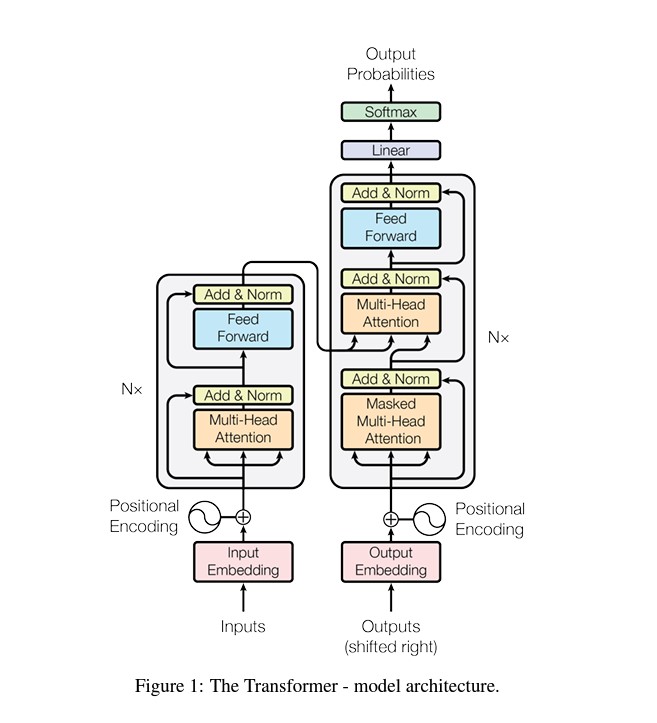 Output
Probabilities
Softmax
Linear
Add & Norm
Feed
Forward
Add & Norm
Multi-Head
Attention
Add & Norm
Masked
Multi-Head
Attention
N×
Add & Norm
Feed
Forward
Add & Norm
Multi-Head
Attention
N×
Positional
Encoding
Positional
Encoding
Input
Embedding
Output
Embedding
Inputs
Outputs
(shifted right)
Figure 1: The Transformer - model architecture.